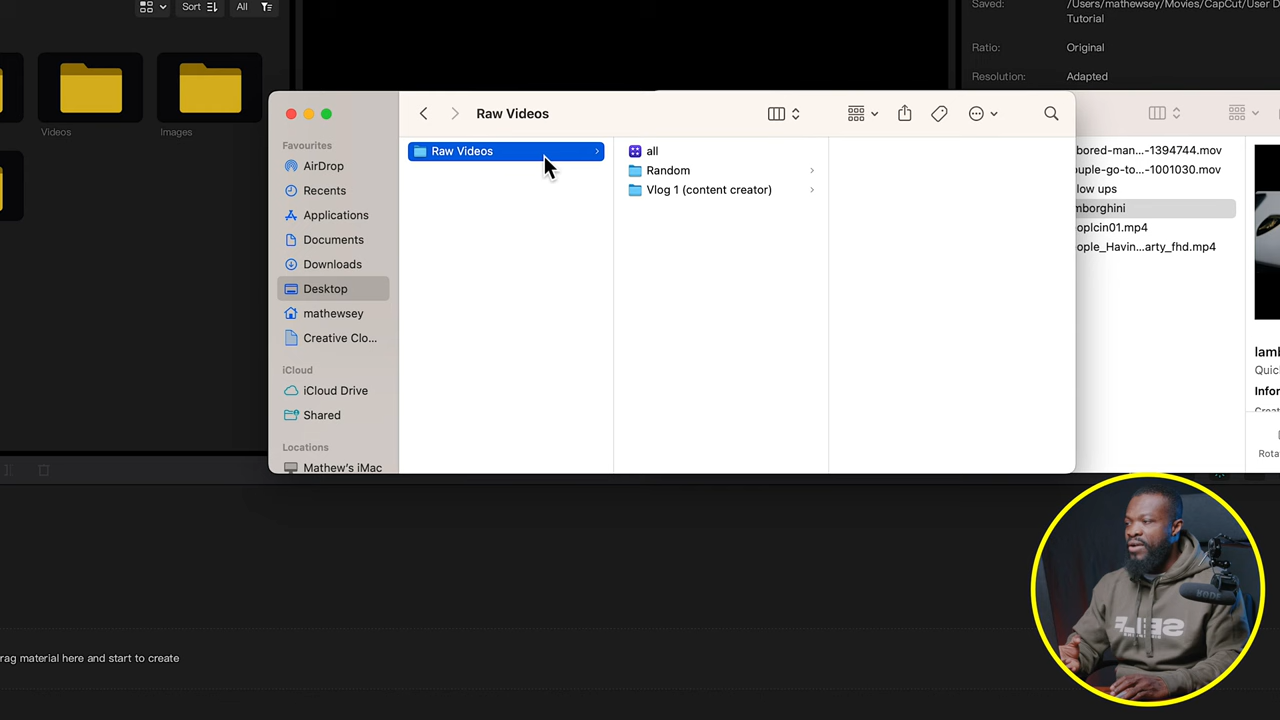 Sort
All
Saved:
/Users/mathewsey/Movies/CapCut/User D
Tutorial
Ratio:
Original
Resolution:
Adapted
Videos
Images
Raw Videos
Favourites
AirDrop
Recents
Applications
Documents
Downloads
Desktop
mathewsey
Creative Clo...
iCloud
iCloud Drive
Shared
Locations
Mathew's iMac
Raw Videos
all
Random
Vlog 1 (content creator)
bored-man...-1394744.mov
ouple-go-to...-1001030.mov
low ups
mborghini
oplcin01.mp4
ople_Havin...arty_fhd.mp4
lam
Quic
Infor
Rota
rag material here and start to create
SELF
RODE